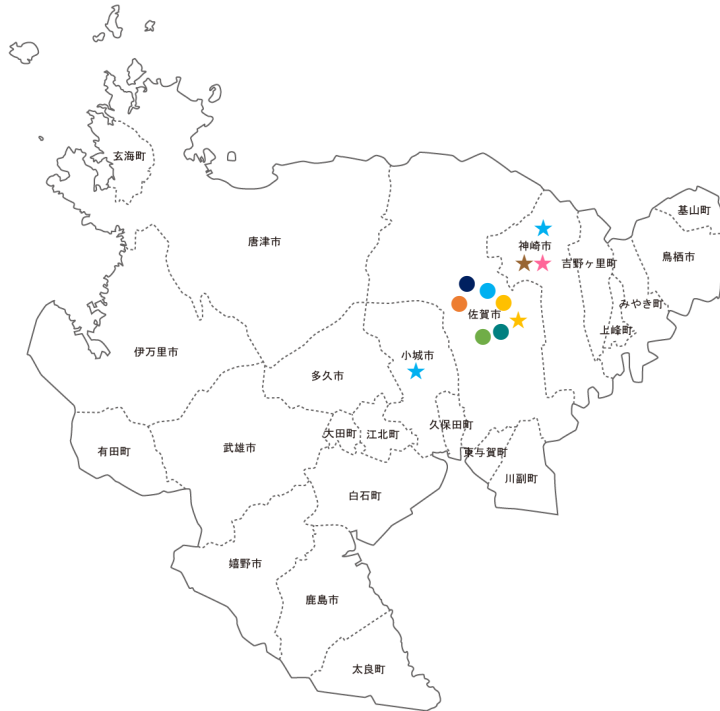 玄海町
基山町
唐津市
神崎市
鳥栖市
吉野ヶ里町
みやき町
佐賀市
上峰町
伊万里市
小城市
多久市
久保田町
大田町
江北町
有田町
武雄市
東与賀町
川副町
白石町
嬉野市
鹿島市
太良町